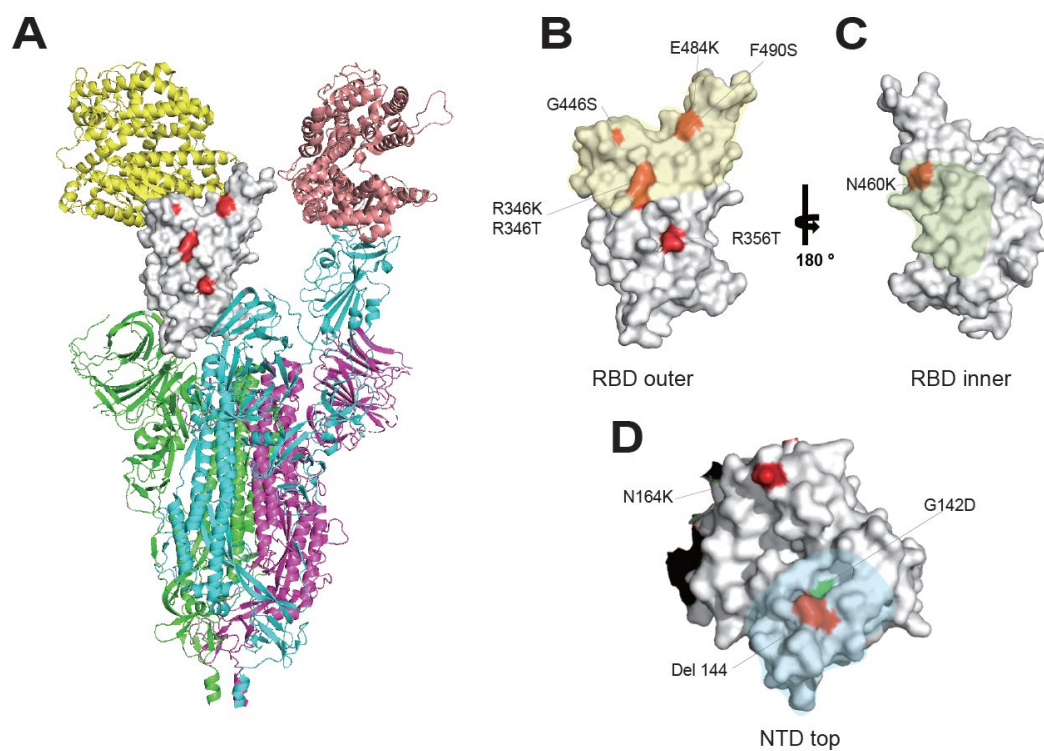 A
B
C
E484K
F490S
G446S
N460K
R346K
R346T
R356T
180 °
RBD outer
RBD inner
D
N164K
G142D
Del 144
NTD top